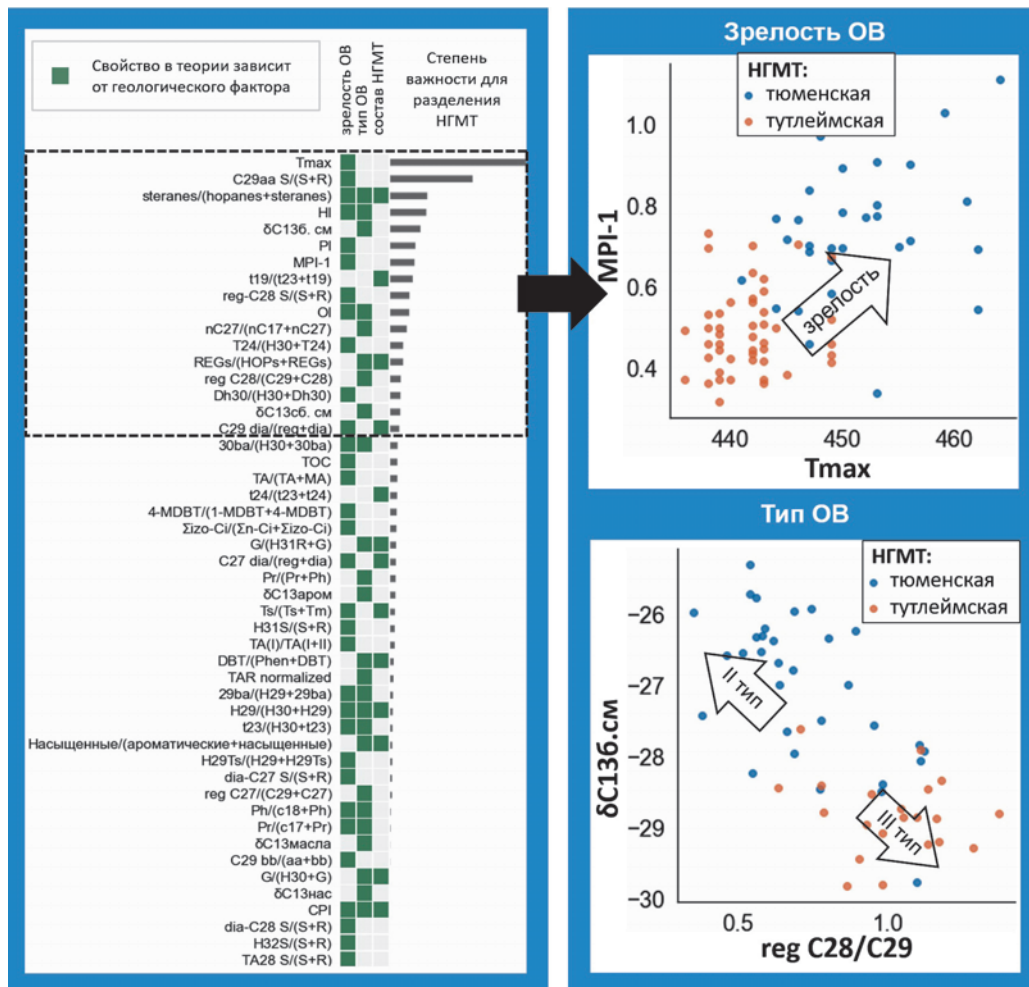 Свойство в теории зависит
от геологического фактора
зрелость ОВ
тип ОВ
состав НГМТ
Степень
важности для
разделения
НГМТ
Tmax
C29aa S/(S+R)
steranes/(hopanes+steranes)
HI
δC13б. см
PI
MPI-1
t19/(t23+t19)
reg-C28 S/(S+R)
OI
nC27/(nC17+nC27)
T24/(H30+T24)
REGs/(HOPs+REGs)
reg C28/(C29+C28)
Dh30/(H30+Dh30)
δC13сб. см
C29 dia/(reg+dia)
30ba/(H30+30ba)
TOC
TA/(TA+MA)
t24/(t23+t24)
4-MDBT/(1-MDBT+4-MDBT)
Σizo-Ci/(Σn-Ci+Σizo-Ci)
G/(H31R+G)
C27 dia/(reg+dia)
Pr/(Pr+Ph)
δC13аром
Ts/(Ts+Tm)
H31S/(S+R)
TA(I)/TA(I+II)
DBT/(Phen+DBT)
TAR normalized
29ba/(H29+29ba)
H29/(H30+H29)
t23/(H30+t23)
Насыщенные/(ароматические+насыщенные)
H29Ts/(H29+H29Ts)
dia-C27 S/(S+R)
reg C27/(C29+C27)
Ph/(c18+Ph)
Pr/(c17+Pr)
δC13масла
C29 bb/(aa+bb)
G/(H30+G)
δC13нас
CPI
dia-C28 S/(S+R)
H32S/(S+R)
TA28 S/(S+R)
Зрелость ОВ
НГМТ:
тюменская
тутлеймская
MPI-1
1.0
0.8
0.6
0.4
зрелость
440 450 460
Tmax
Тип ОВ
НГМТ:
тюменская
тутлеймская
δC13б.см
−26
−27
−28
−29
−30
II тип
III тип
0.5 1.0
reg C28/C29